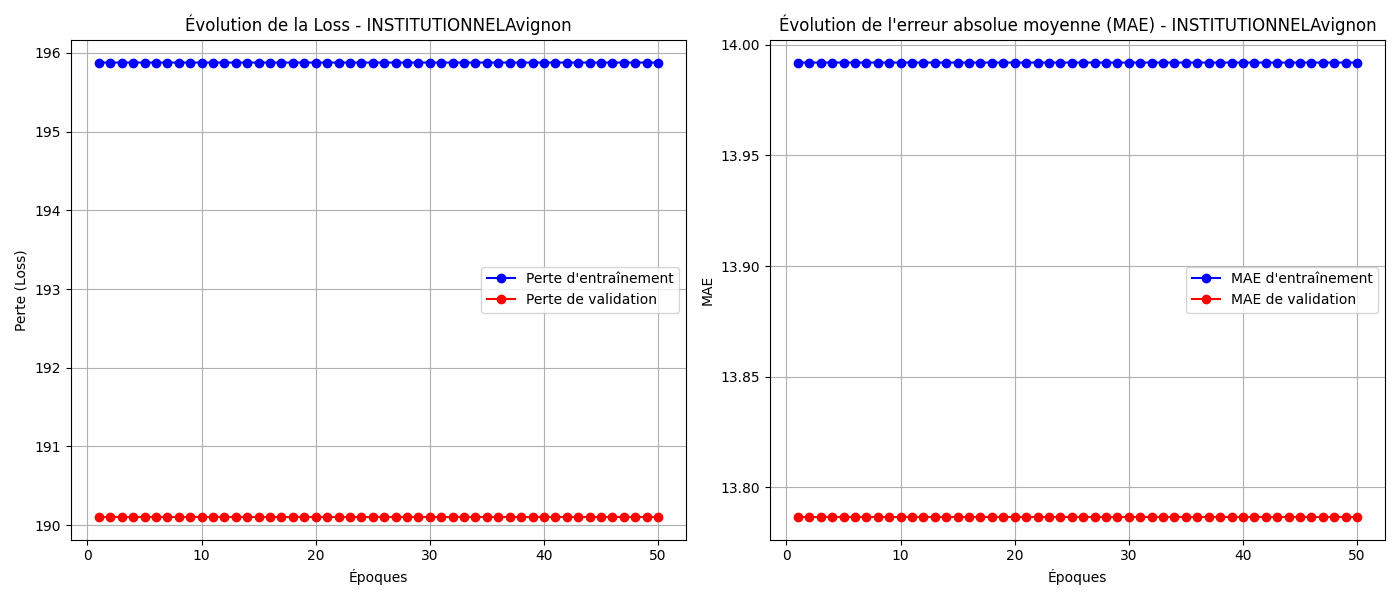 Évolution de la Loss - INSTITUTIONNELAvignon
196
195
194
193
192
191
190
Perte (Loss)
Perte d'entraînement
Perte de validation
0 10 20 30 40 50
Époques
Évolution de l'erreur absolue moyenne (MAE) - INSTITUTIONNELAvignon
14.00
13.95
13.90
13.85
13.80
MAE
MAE d'entraînement
MAE de validation
0 10 20 30 40 50
Époques